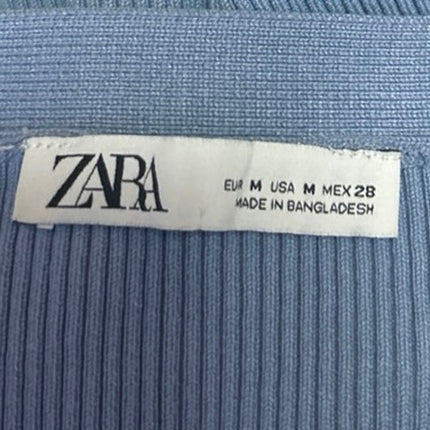 ZARA
EUR M USA M MEX 28
MADE IN BANGLADESH